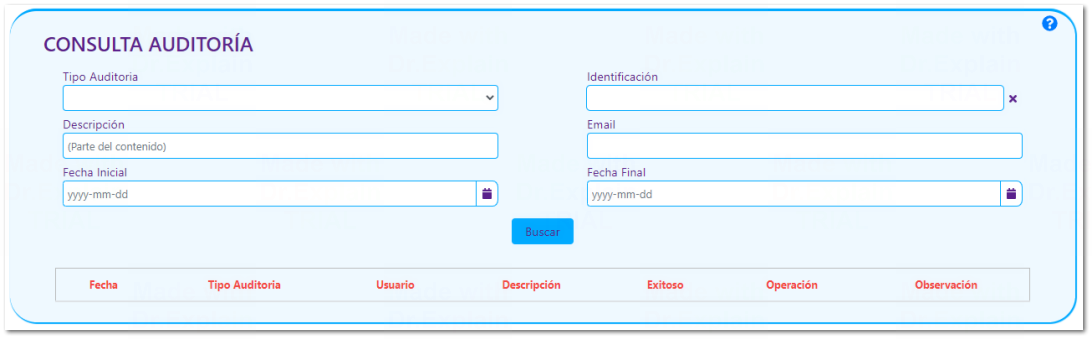 ?
CONSULTA AUDITORÍA
Tipo Auditoria
Identificación
Descripción
Email
(Parte del contenido)
Fecha Inicial
Fecha Final
yyyy-mm-dd
yyyy-mm-dd
Buscar
Fecha Tipo Auditoria Usuario Descripción Exitoso Operación Observación